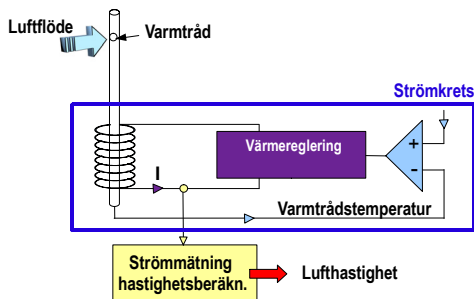 Luftflöde
Varmtråd
Strömkrets
Värmereglering
+
-
I
Varmtrådstemperatur
Strömmätning
hastighetsberäkn.
Lufthastighet